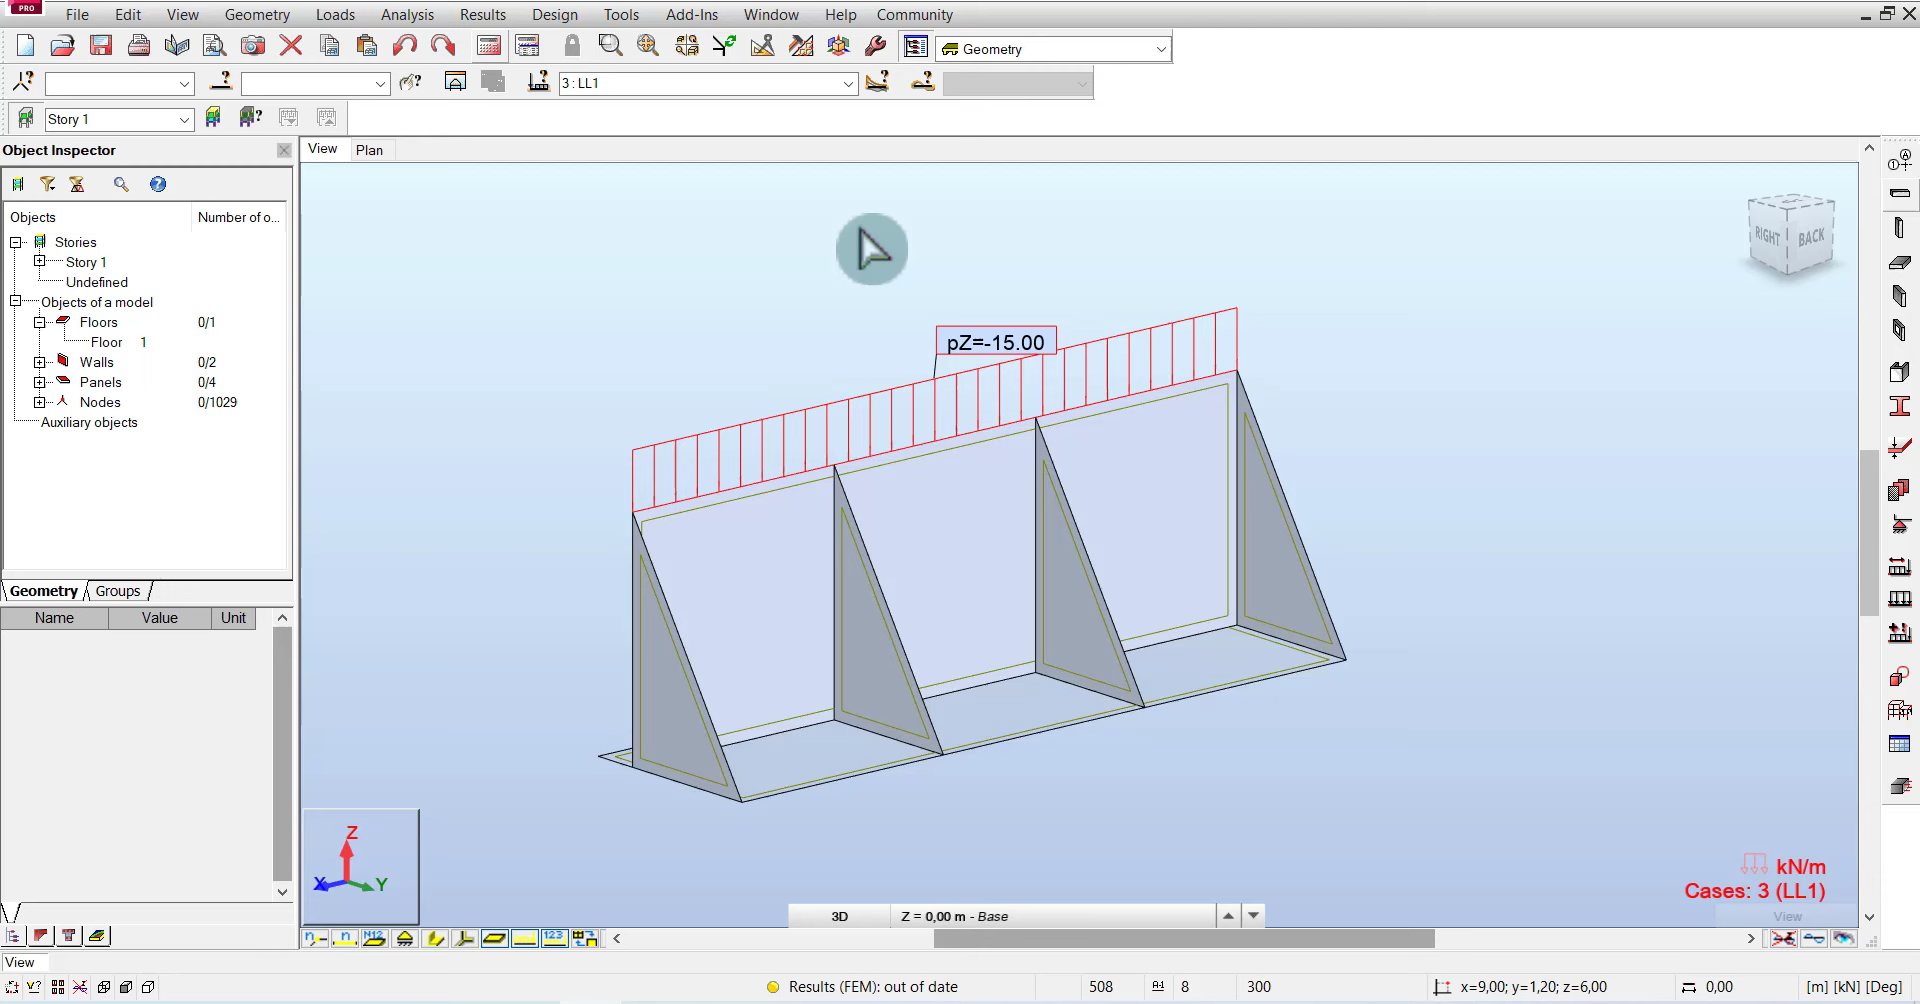 PRO
File Edit View Geometry Loads Analysis Results Design Tools Add-Ins Window Help Community
Geometry
3 : LL1
Story 1
Object Inspector
View Plan
Objects Number of o...
Stories
Story 1
Undefined
Objects of a model
Floors 0/1
Floor 1
Walls 0/2
Panels 0/4
Nodes 0/1029
Auxiliary objects
Geometry Groups
Name Value Unit
pZ=-15.00
RIGHT BACK
Z
X Y
kN/m
Cases: 3 (LL1)
View
3D Z = 0,00 m - Base
View
Results (FEM): out of date 508 8 300 x=9,00; y=1,20; z=6,00 0,00 [m] [kN] [Deg]